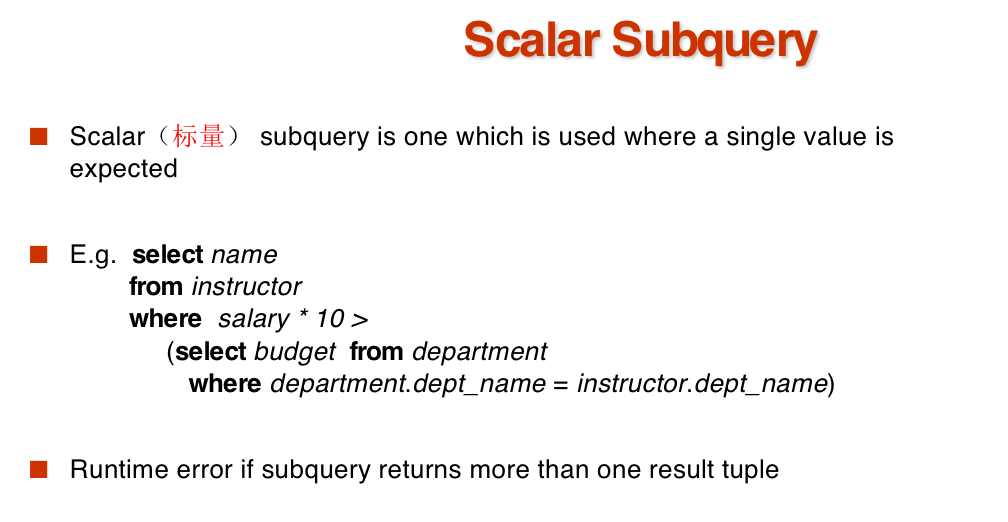 Scalar Subquery
Scalar（标量） subquery is one which is used where a single value is
expected
E.g. select name
from instructor
where salary * 10 >
(select budget from department
where department.dept_name = instructor.dept_name)
Runtime error if subquery returns more than one result tuple